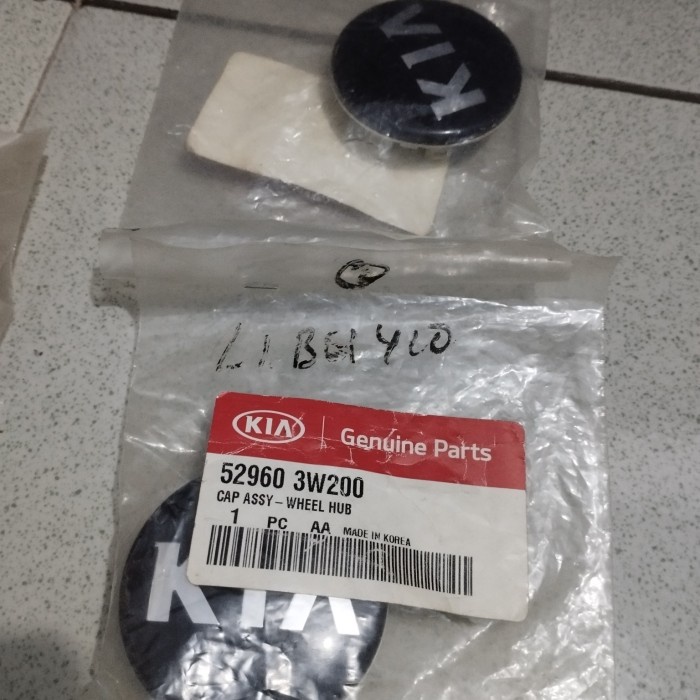 KIA
KIA
Genuine Parts
52960 3W200
CAP ASSY - WHEEL HUB
1 PC AA MADE IN KOREA
KIA